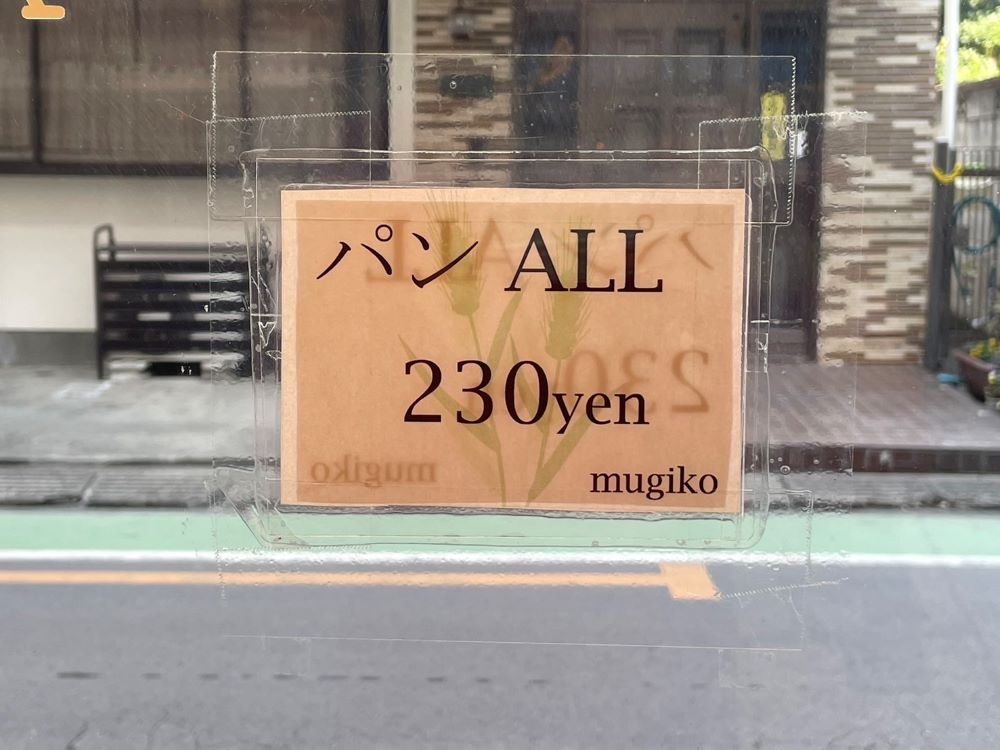 パン ALL
230yen
mugiko